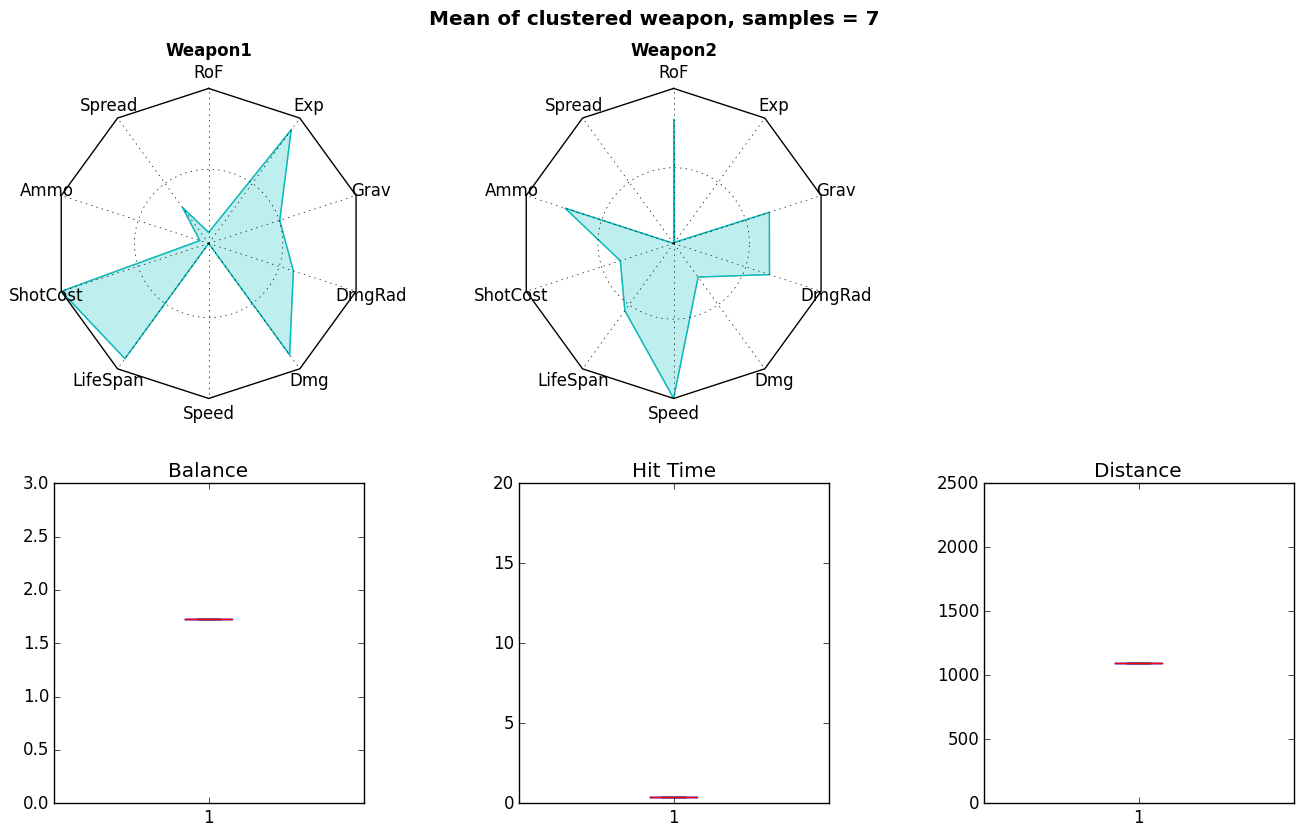 Mean of clustered weapon, samples = 7
Weapon1
RoF
Spread
Exp
Ammo
Grav
ShotCost
DmgRad
LifeSpan
Dmg
Speed
Weapon2
RoF
Spread
Exp
Ammo
Grav
ShotCost
DmgRad
LifeSpan
Dmg
Speed
Balance
3.0
2.5
2.0
1.5
1.0
0.5
0.0
1
Hit Time
20
15
10
5
0
1
Distance
2500
2000
1500
1000
500
0
1